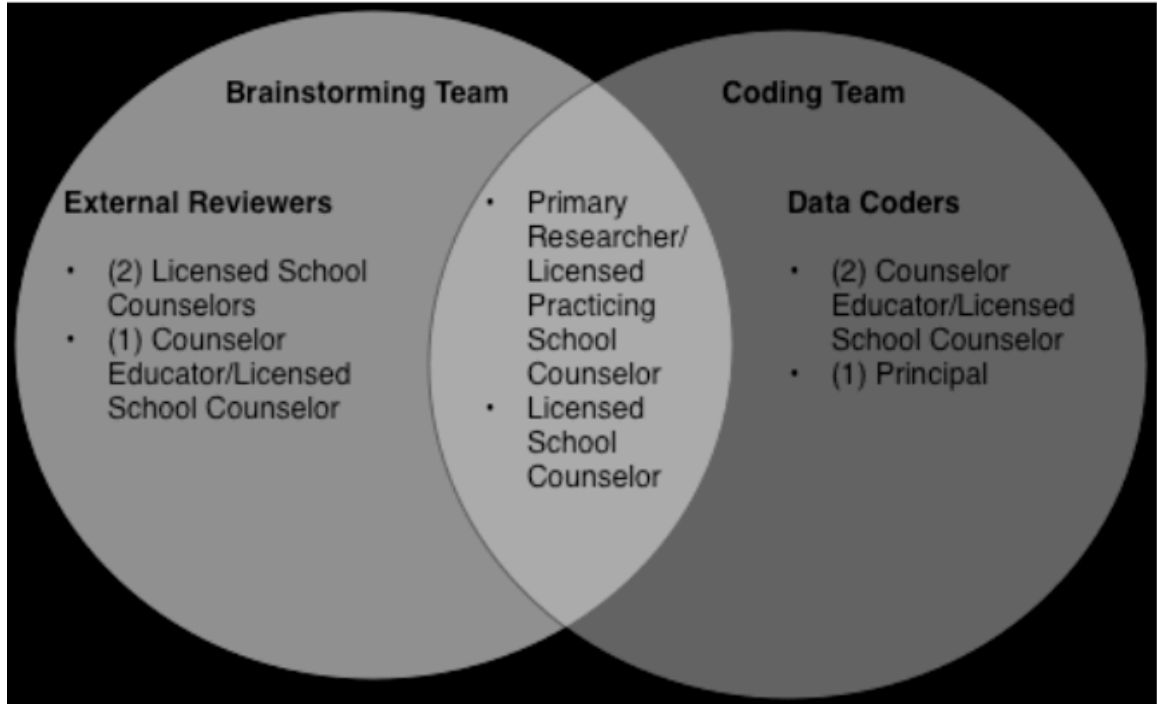 Brainstorming Team
Coding Team
External Reviewers
• (2) Licensed School
Counselors
• (1) Counselor
Educator/Licensed
School Counselor
• Primary
Researcher/
Licensed
Practicing
School
Counselor
• Licensed
School
Counselor
Data Coders
• (2) Counselor
Educator/Licensed
School Counselor
• (1) Principal